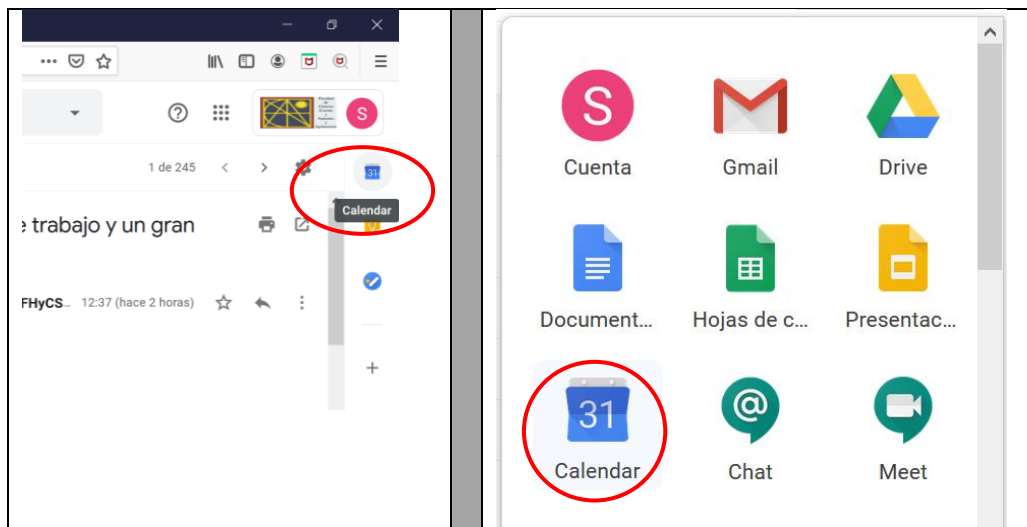 S
1 de 245
31
Calendar
e trabajo y un gran
FHyCS... 12:37 (hace 2 horas)
S
Cuenta Gmail Drive
Document... Hojas de c... Presentac...
31
Calendar Chat Meet